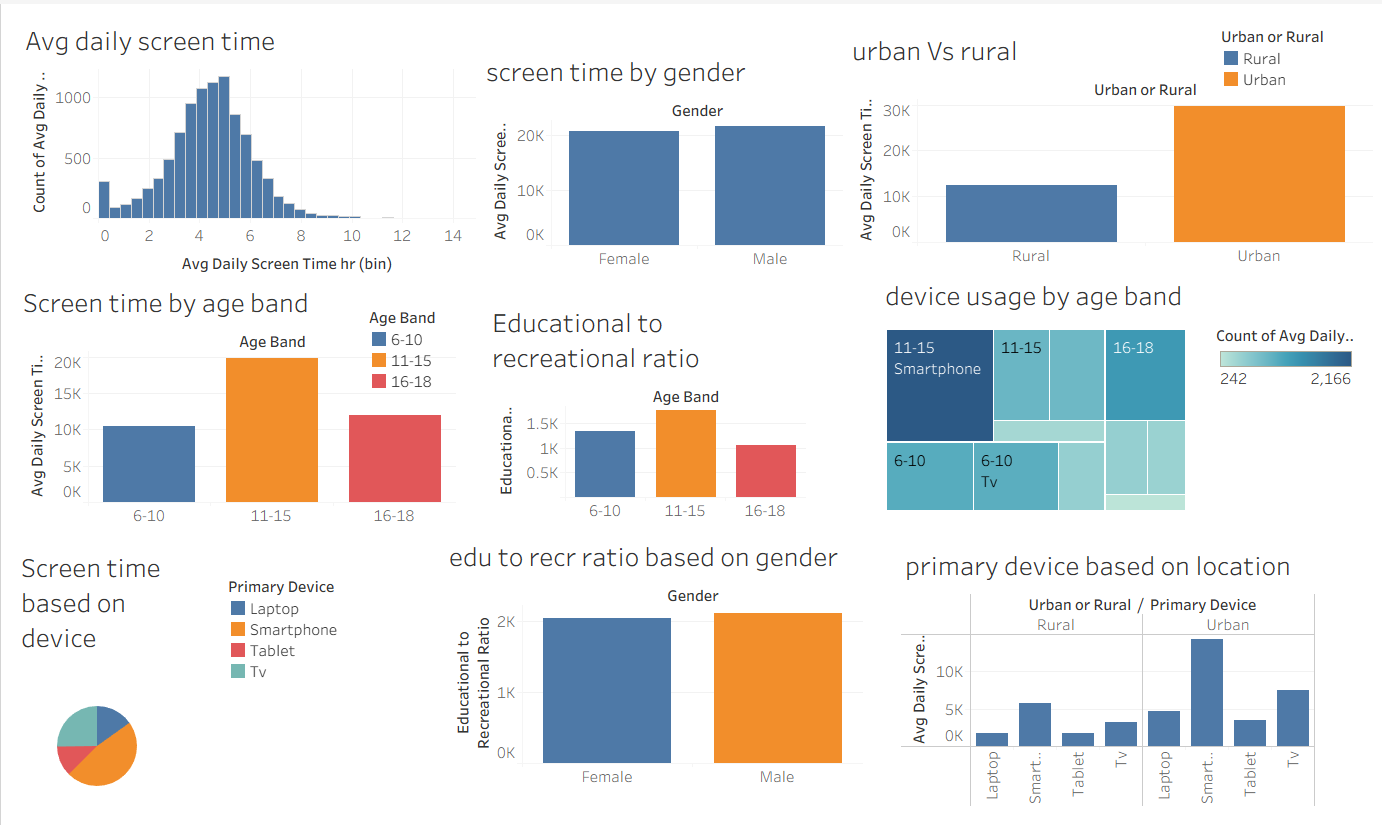 Avg daily screen time
Count of Avg Daily ..
1000
500
0
0 2 4 6 8 10 12 14
Avg Daily Screen Time hr (bin)
screen time by gender
Gender
Avg Daily Scree..
20K
10K
0K
Female Male
urban Vs rural
Urban or Rural
Rural
Urban
Urban or Rural
Avg Daily Screen Ti..
30K
20K
10K
0K
Rural Urban
Screen time by age band
Age Band
6-10
11-15
16-18
Age Band
Avg Daily Screen Ti..
20K
15K
10K
5K
0K
6-10 11-15 16-18
Educational to
recreational ratio
Age Band
Educationa..
1.5K
1K
0.5K
6-10 11-15 16-18
device usage by age band
11-15
Smartphone
11-15
16-18
6-10
6-10
Tv
Count of Avg Daily..
242 2,166
Screen time
based on
device
Primary Device
Laptop
Smartphone
Tablet
Tv
edu to recr ratio based on gender
Gender
Educational to
Recreational Ratio
2K
1K
0K
Female Male
primary device based on location
Urban or Rural / Primary Device
Rural Urban
Avg Daily Scre..
10K
5K
0K
Laptop Smart.. Tablet Tv Laptop Smart.. Tablet Tv